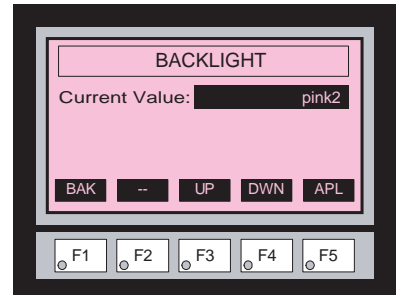 BACKLIGHT
Current Value: pink2
BAK -- UP DWN APL
F1 F2 F3 F4 F5